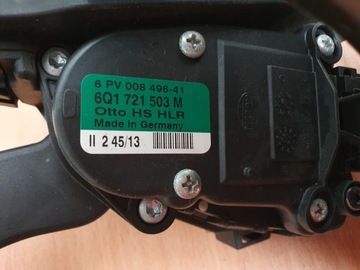 6 PV 008 496-41
6Q1 721 503 M
Otto HS HLR
Made in Germany
II 2 45/13